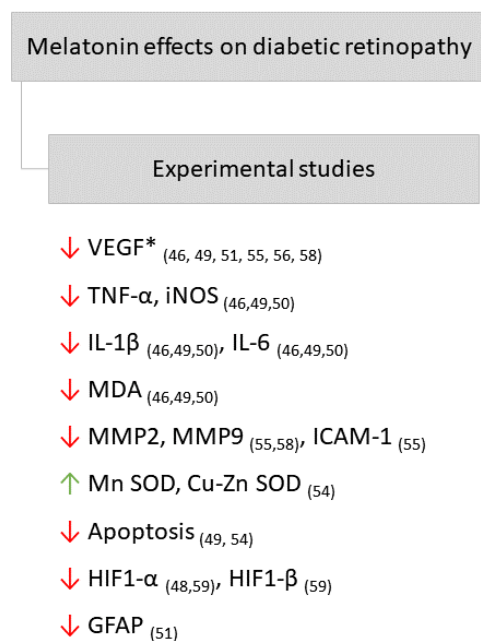 Melatonin effects on diabetic retinopathy
Experimental studies
↓ VEGF* (46, 49, 51, 55, 56, 58)
↓ TNF-α, iNOS (46,49,50)
↓ IL-1β (46,49,50), IL-6 (46,49,50)
↓ MDA (46,49,50)
↓ MMP2, MMP9 (55,58), ICAM-1 (55)
↑ Mn SOD, Cu-Zn SOD (54)
↓ Apoptosis (49, 54)
↓ HIF1-α (48,59), HIF1-β (59)
↓ GFAP (51)